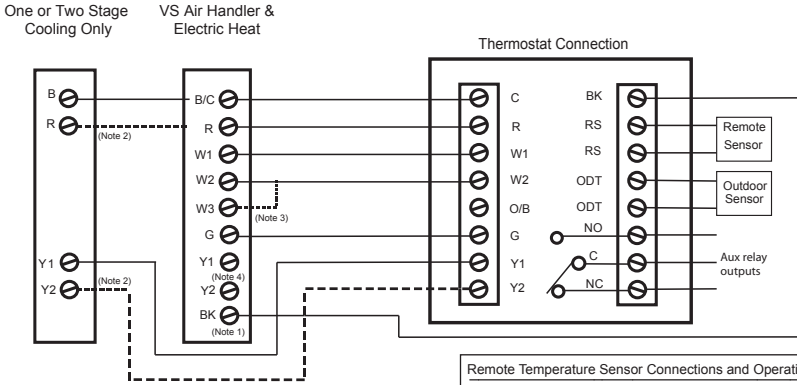 One or Two Stage
Cooling Only
VS Air Handler &
Electric Heat
Thermostat Connection
B
R
(Note 2)
Y1
Y2
(Note 2)
B/C
R
W1
W2
W3
(Note 3)
G
Y1
(Note 4)
Y2
BK
(Note 1)
C
R
W1
W2
O/B
G
Y1
Y2
BK
RS
RS
ODT
ODT
NO
C
NC
Remote
Sensor
Outdoor
Sensor
Aux relay
outputs
Remote Temperature Sensor Connections and Operati